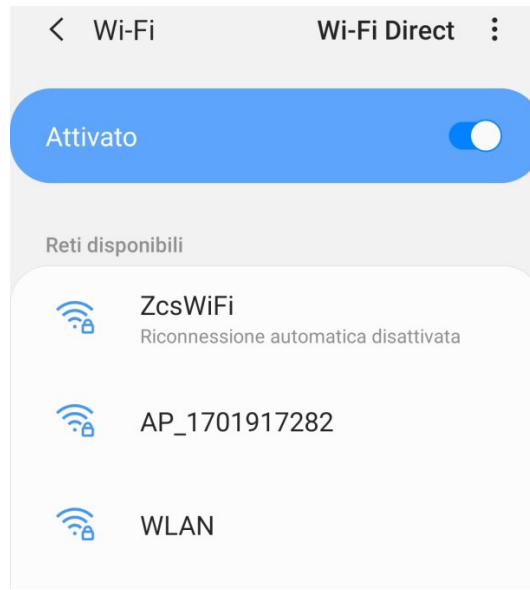 Wi-Fi Wi-Fi Direct
Attivato
Reti disponibili
ZcsWiFi
Riconnessione automatica disattivata
AP_1701917282
WLAN